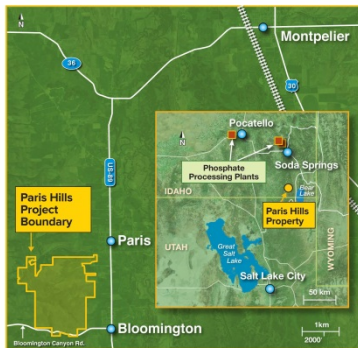 N
Montpelier
36
30
US-89
N
Pocatello
Phosphate
Processing Plants
Soda Springs
IDAHO
Bear
Lake
Paris Hills
Property
UTAH
WYOMING
Great
Salt
Lake
Salt Lake City
50 km
Paris Hills
Project
Boundary
Paris
Bloomington
Bloomington Canyon Rd.
1km
2000'